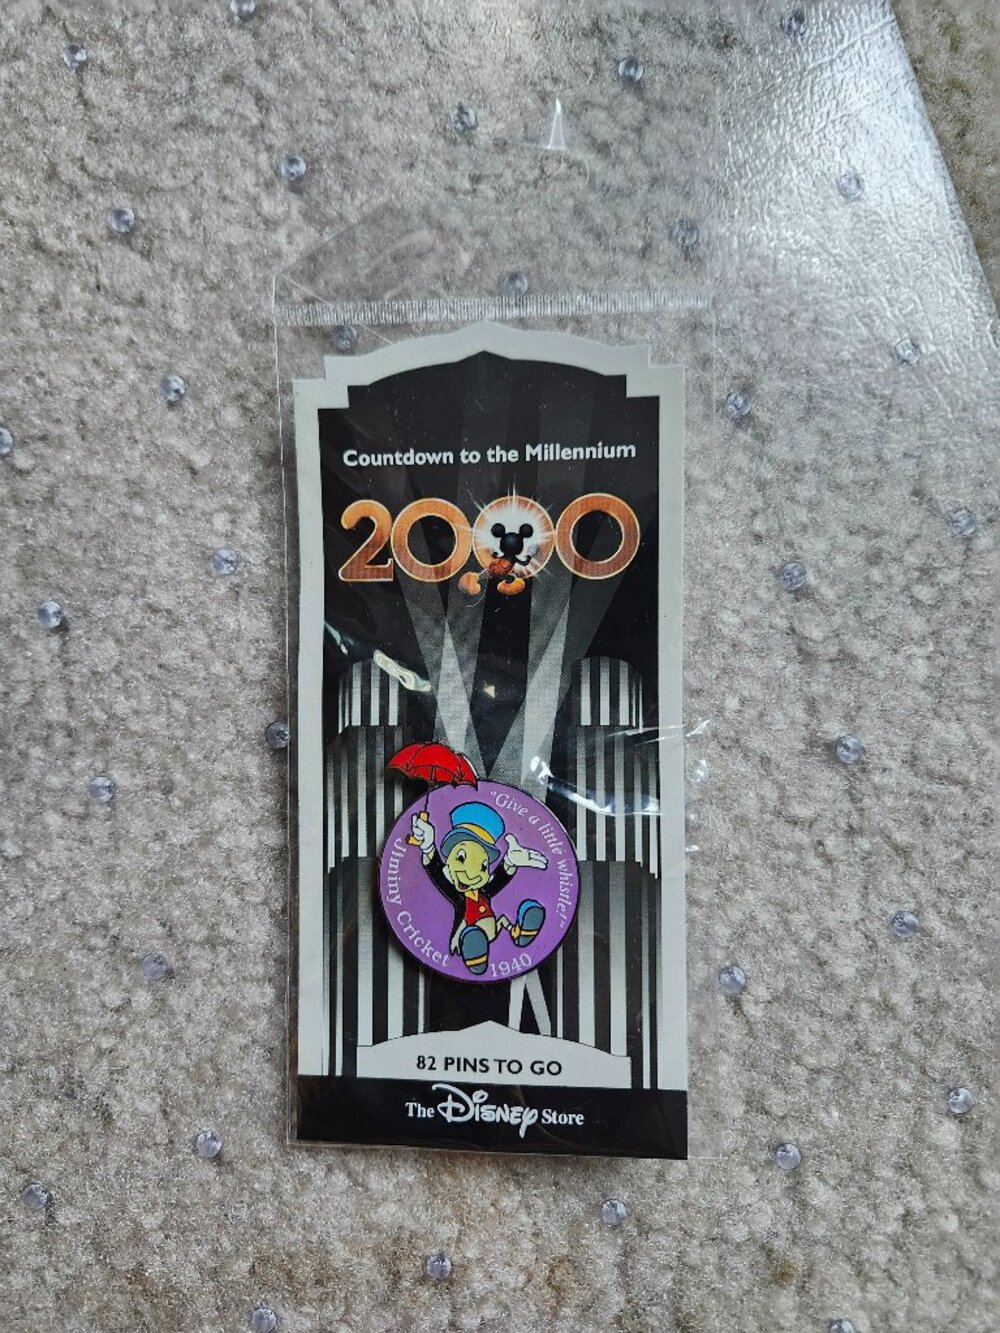 Countdown to the Millennium
2000
"Give a little whistle!"
Jiminy Cricket
1940
82 PINS TO GO
The Disney Store